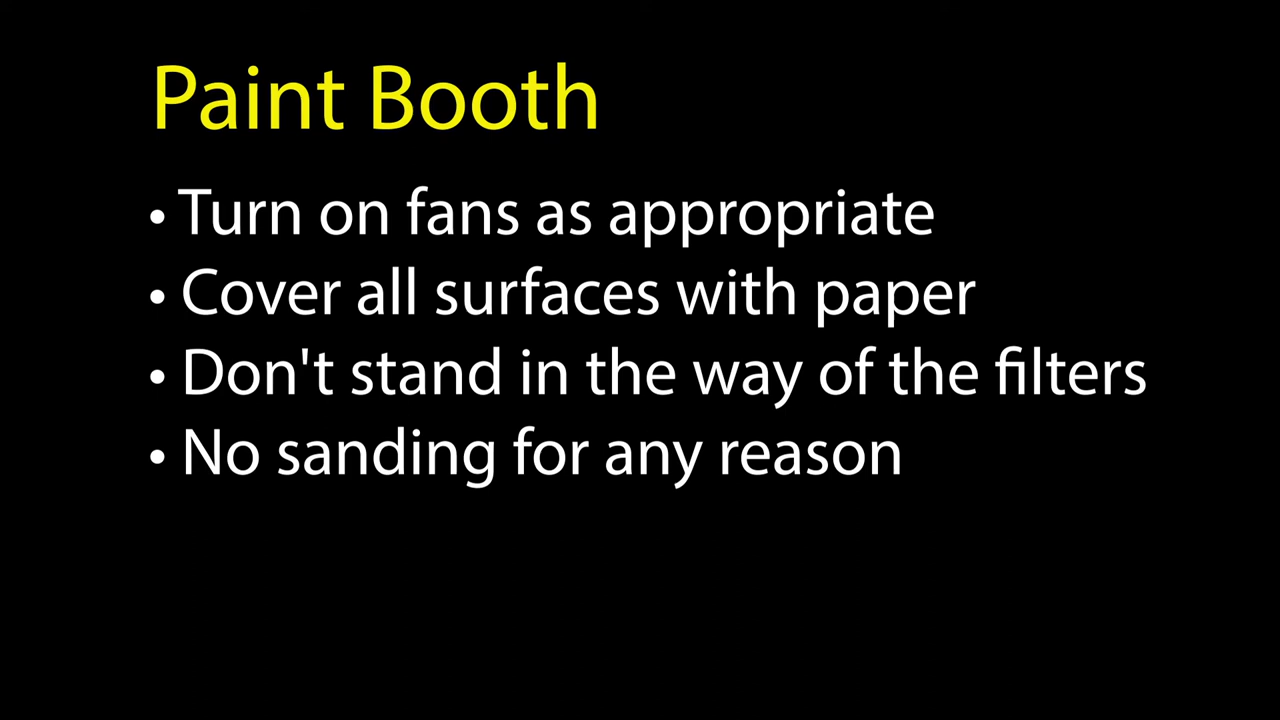 Paint Booth
• Turn on fans as appropriate
• Cover all surfaces with paper
• Don't stand in the way of the filters
• No sanding for any reason